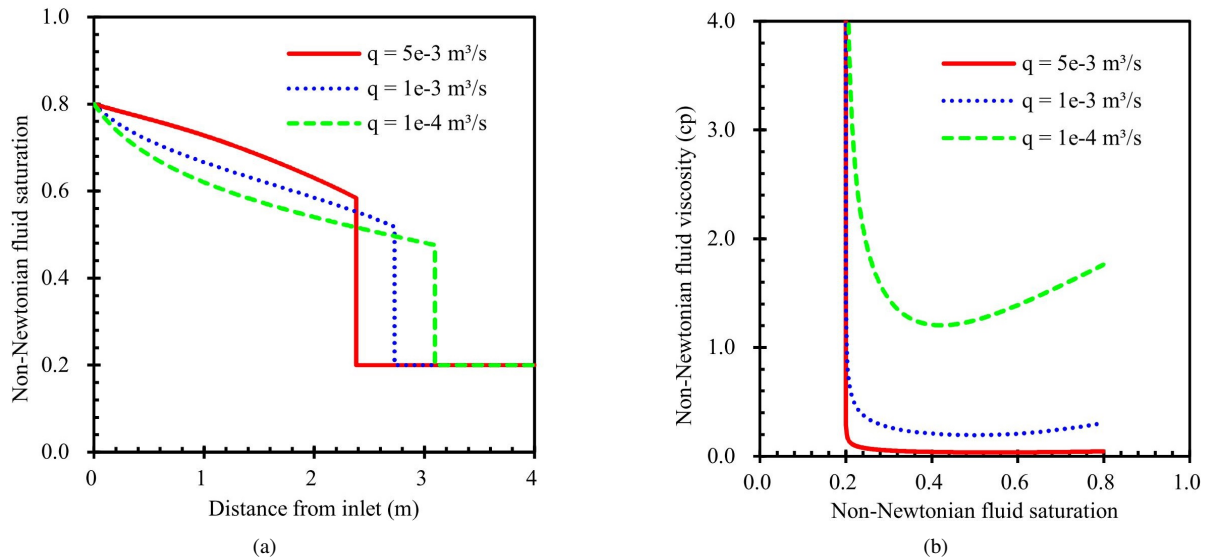 1.0
0.8
0.6
0.4
0.2
0.0
Non-Newtonian fluid saturation
q = 5e-3 m³/s
q = 1e-3 m³/s
q = 1e-4 m³/s
0
1
2
3
4
Distance from inlet (m)
(a)
4.0
3.0
2.0
1.0
0.0
Non-Newtonian fluid viscosity (cp)
q = 5e-3 m³/s
q = 1e-3 m³/s
q = 1e-4 m³/s
0.0
0.2
0.4
0.6
0.8
1.0
Non-Newtonian fluid saturation
(b)